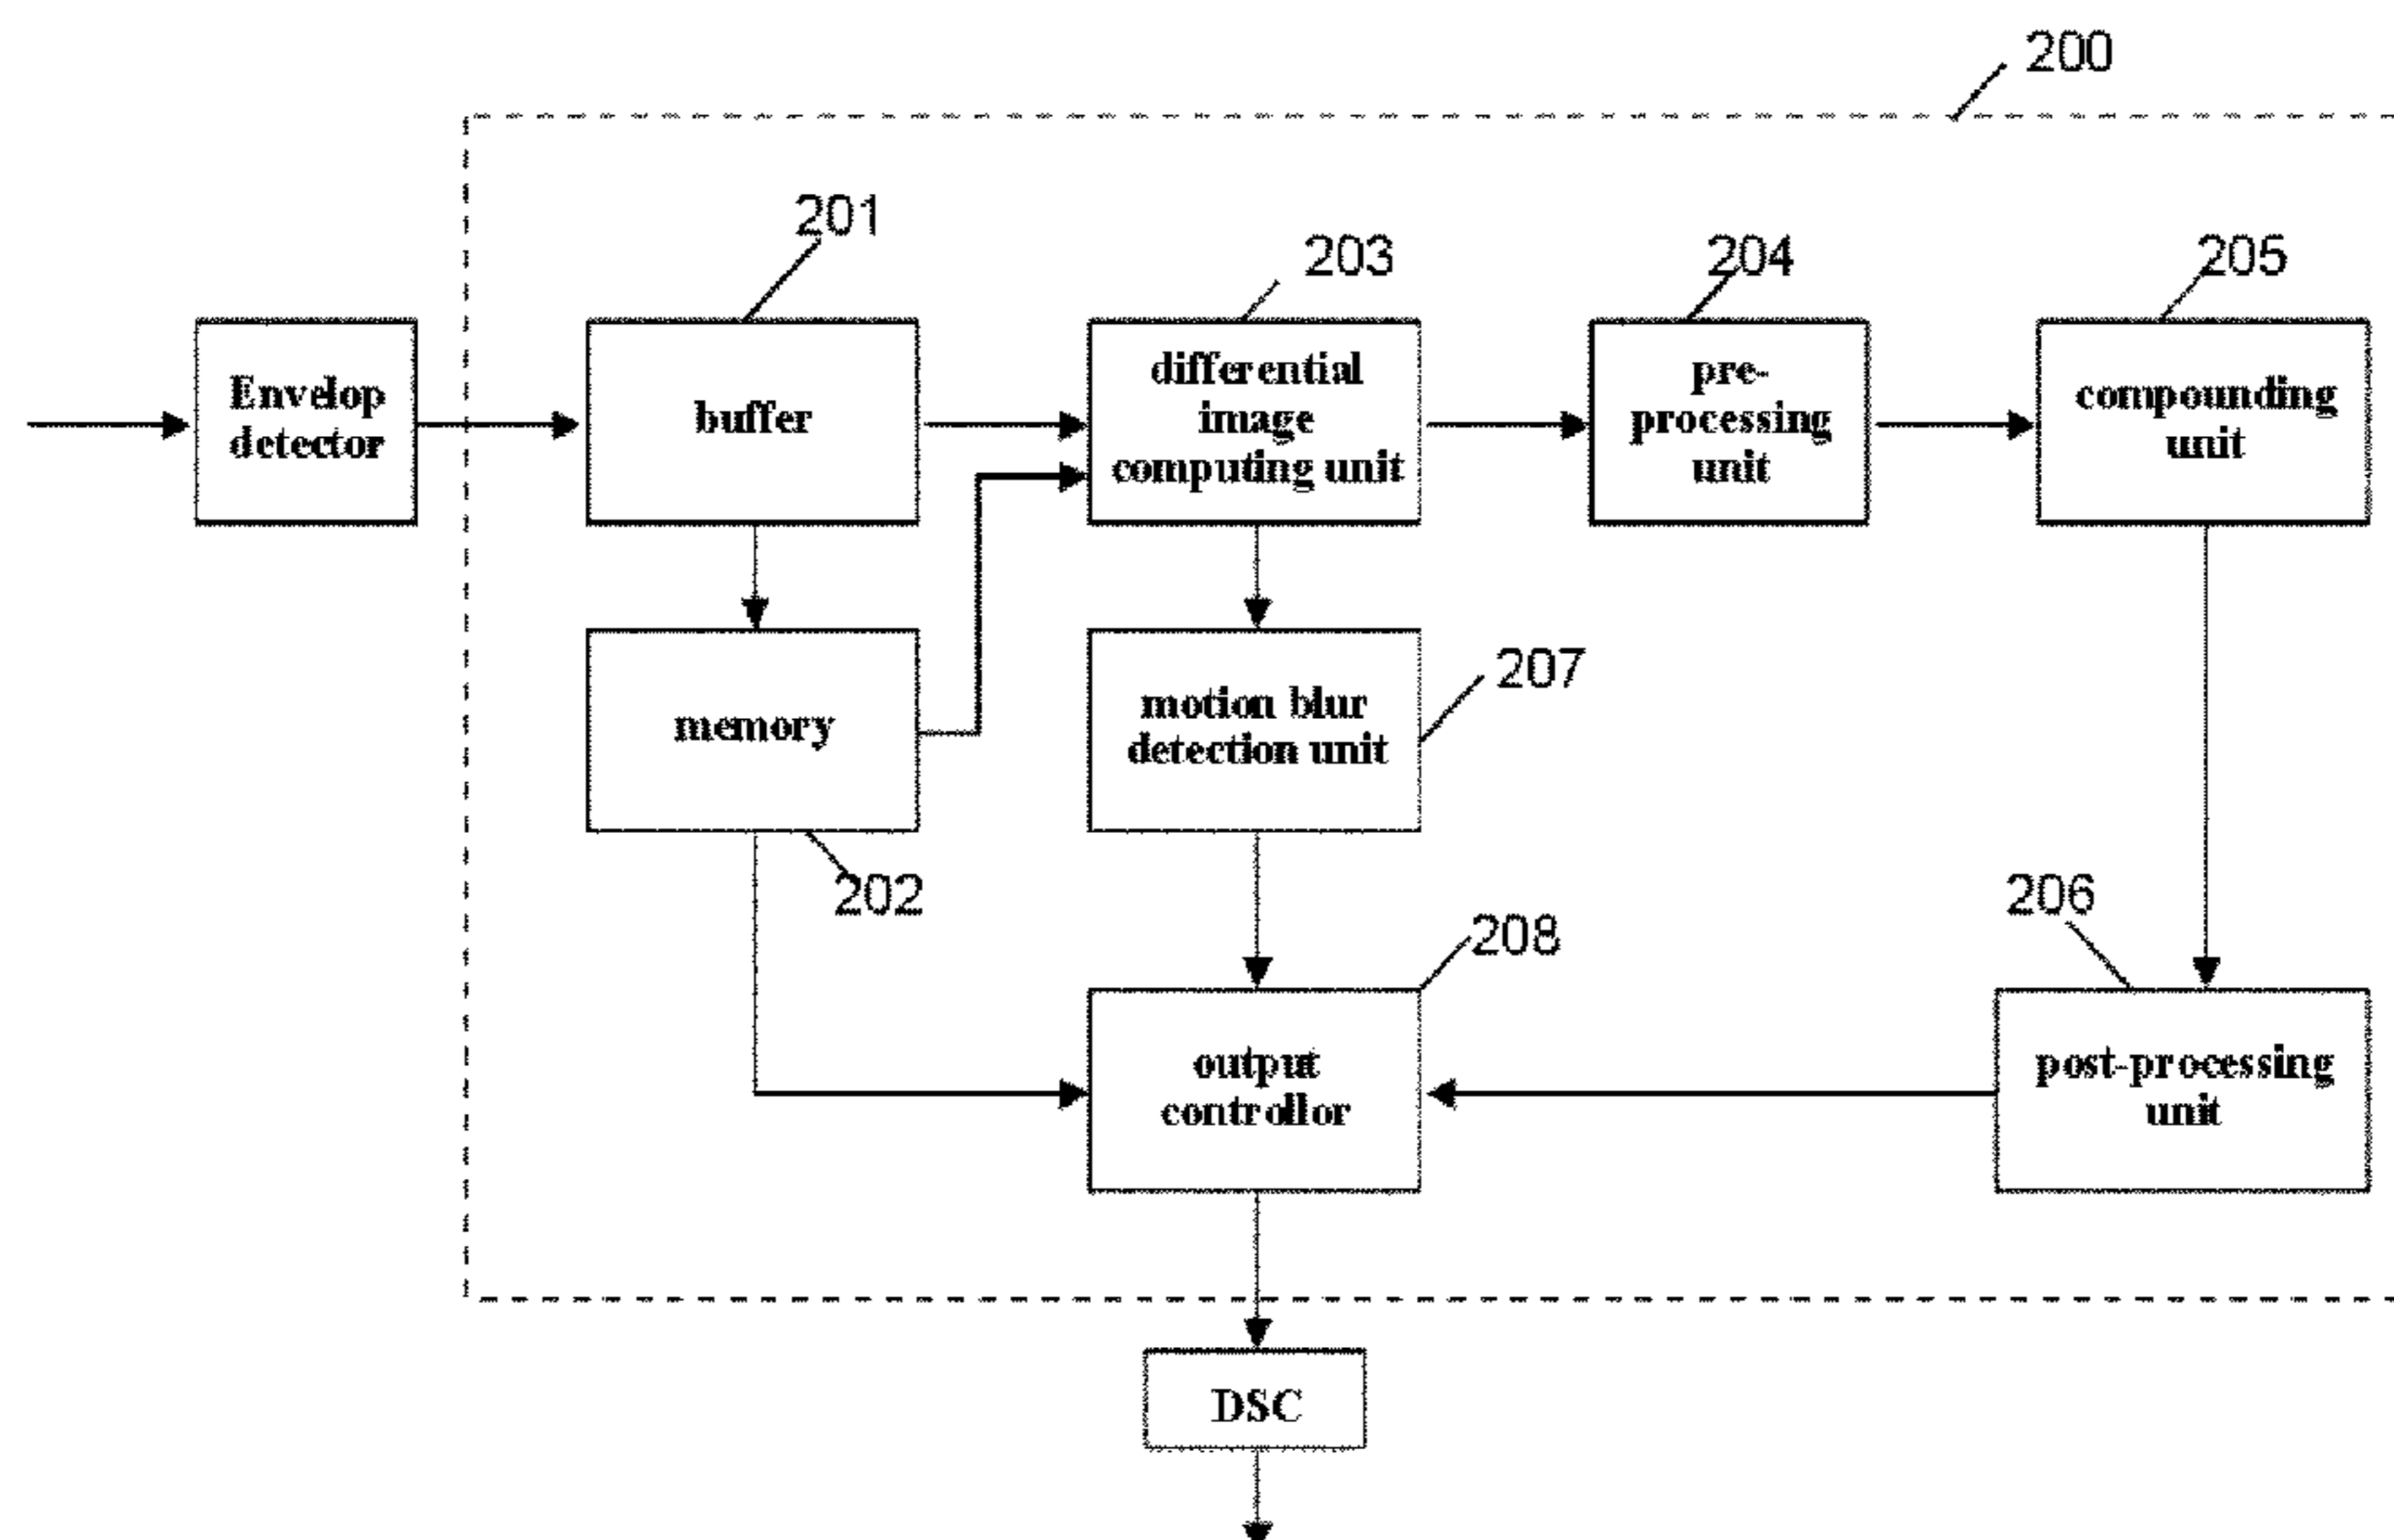 200
201
203
204
205
Envelop
detector
buffer
differential
image
computing unit
pre-
processing
unit
compounding
unit
memory
motion blur
detection unit
207
202
208
206
output
controllor
post-processing
unit
DSC